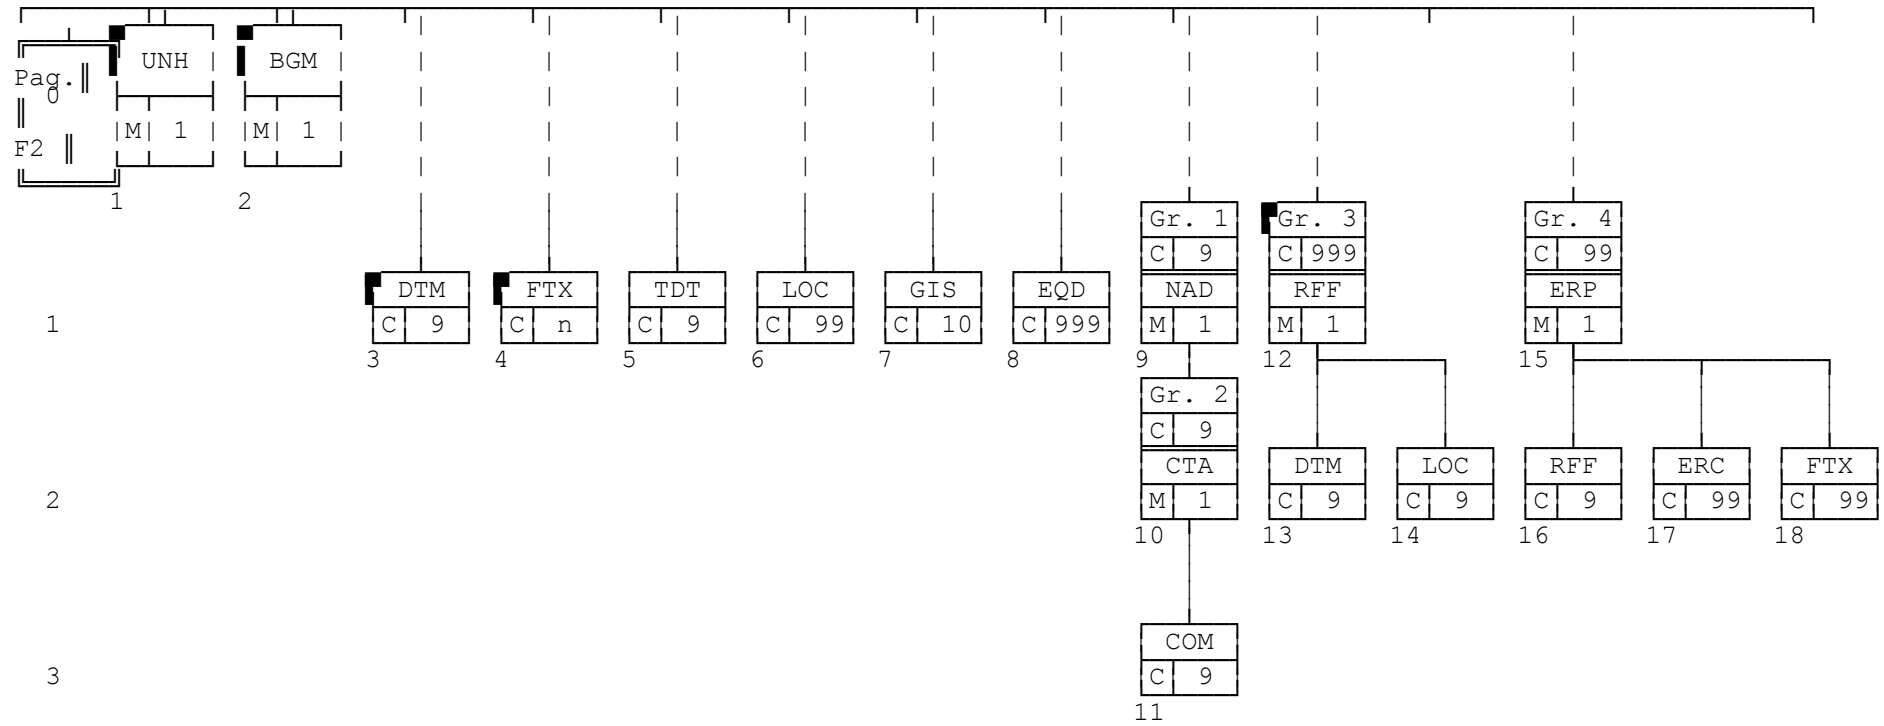 UNH BGM
Pag.
0
M 1 M 1
F2
1 2
Gr. 1 Gr. 3 Gr. 4
C 9 C 999 C 99
DTM FTX TDT LOC GIS EQD NAD RFF ERP
1 C 9 C n C 9 C 99 C 10 C 999 M 1 M 1 M 1
3 4 5 6 7 8 9 12 15
Gr. 2
C 9
CTA DTM LOC RFF ERC FTX
2 M 1 C 9 C 9 C 9 C 99 C 99
10 13 14 16 17 18
COM
3 C 9
11